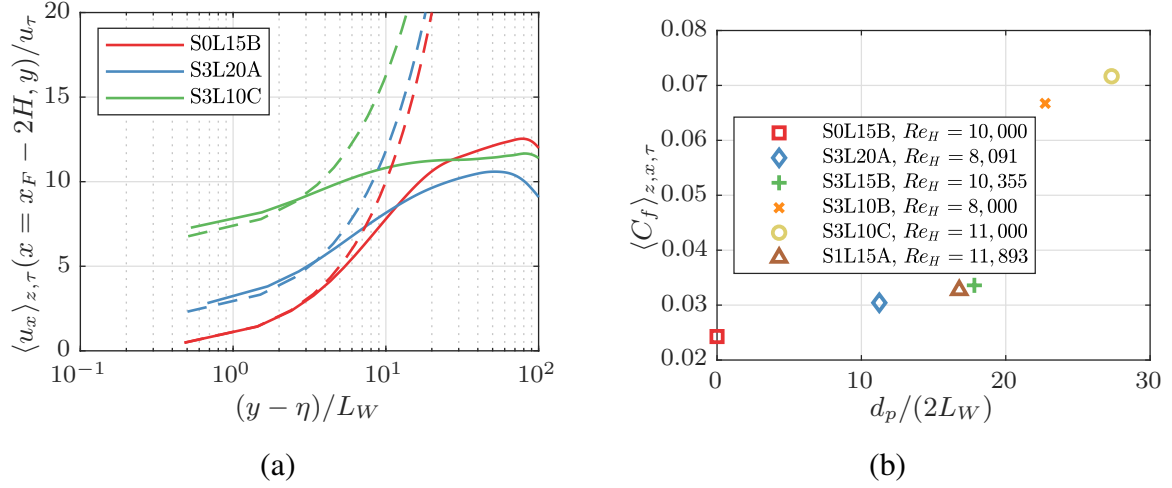 20
15
10
5
0
⟨u_x⟩_{z,τ}(x = x_F − 2H, y)/u_τ
S0L15B
S3L20A
S3L10C
10^{−1}
10^0
10^1
10^2
(y − η)/L_W
(a)
0.08
0.07
0.06
0.05
0.04
0.03
0.02
⟨C_f⟩_{z,x,τ}
S0L15B, Re_H = 10,000
S3L20A, Re_H = 8,091
S3L15B, Re_H = 10,355
S3L10B, Re_H = 8,000
S3L10C, Re_H = 11,000
S1L15A, Re_H = 11,893
0
10
20
30
d_p/(2L_W)
(b)